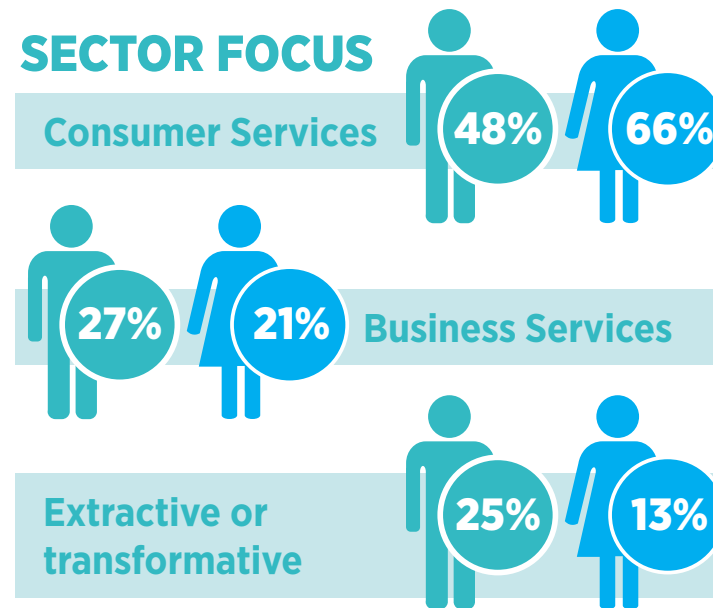 SECTOR FOCUS
Consumer Services
48%
66%
27%
21%
Business Services
Extractive or
transformative
25%
13%